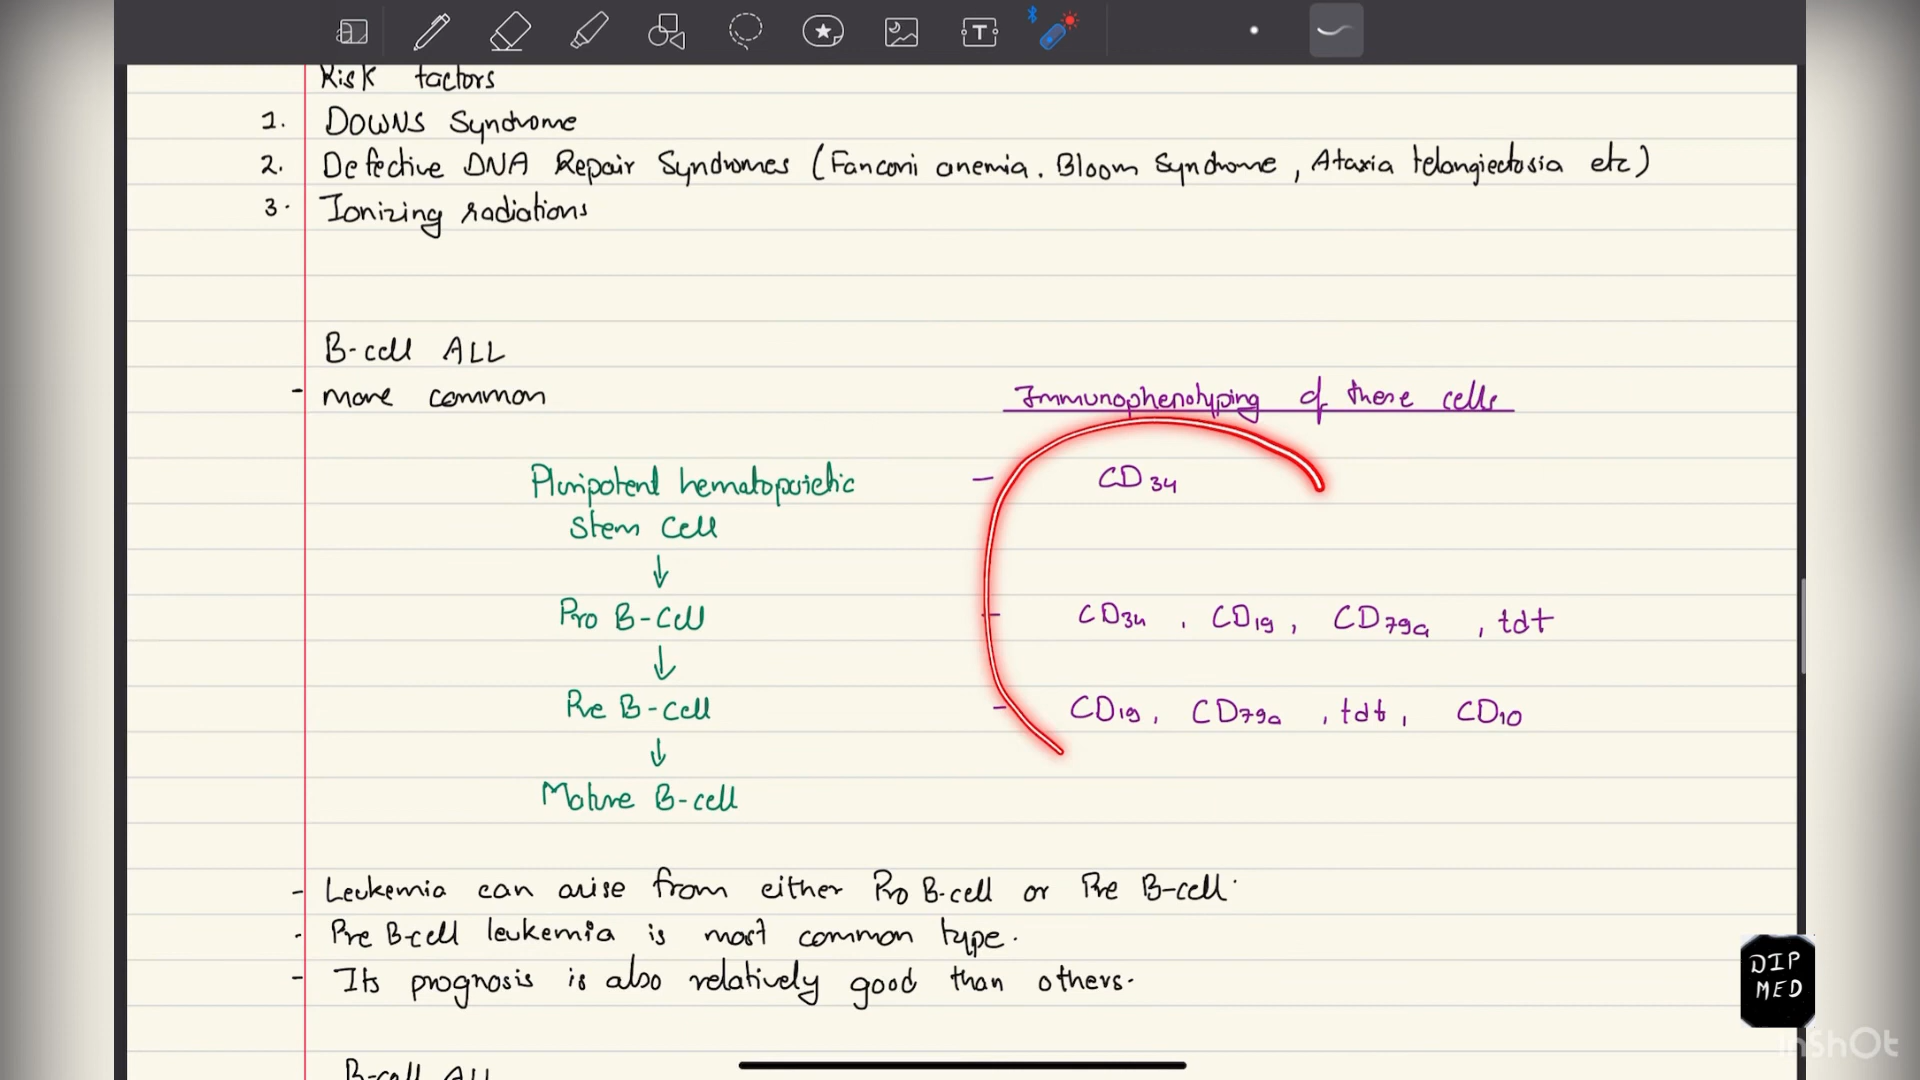 Risk factors
1. DOWNS Syndrome
2. Defective DNA Repair Syndromes (Fanconi anemia. Bloom Syndrome, Ataxia telangiectasia etc)
3. Ionizing radiations
B-cell ALL
- more common
Immunophenotyping of these cells
Pluripotent hematopoietic - CD34
Stem Cell
↓
Pro B-Cell - CD34, CD19, CD79a, tdt
↓
Pre B-cell - CD19, CD79a, tdt, CD10
↓
Mature B-cell
- Leukemia can arise from either Pro B-cell or Pre B-cell.
- Pre B-cell leukemia is most common type.
- Its prognosis is also relatively good than others.
B-cell ALL
DIP
MED
InShOt